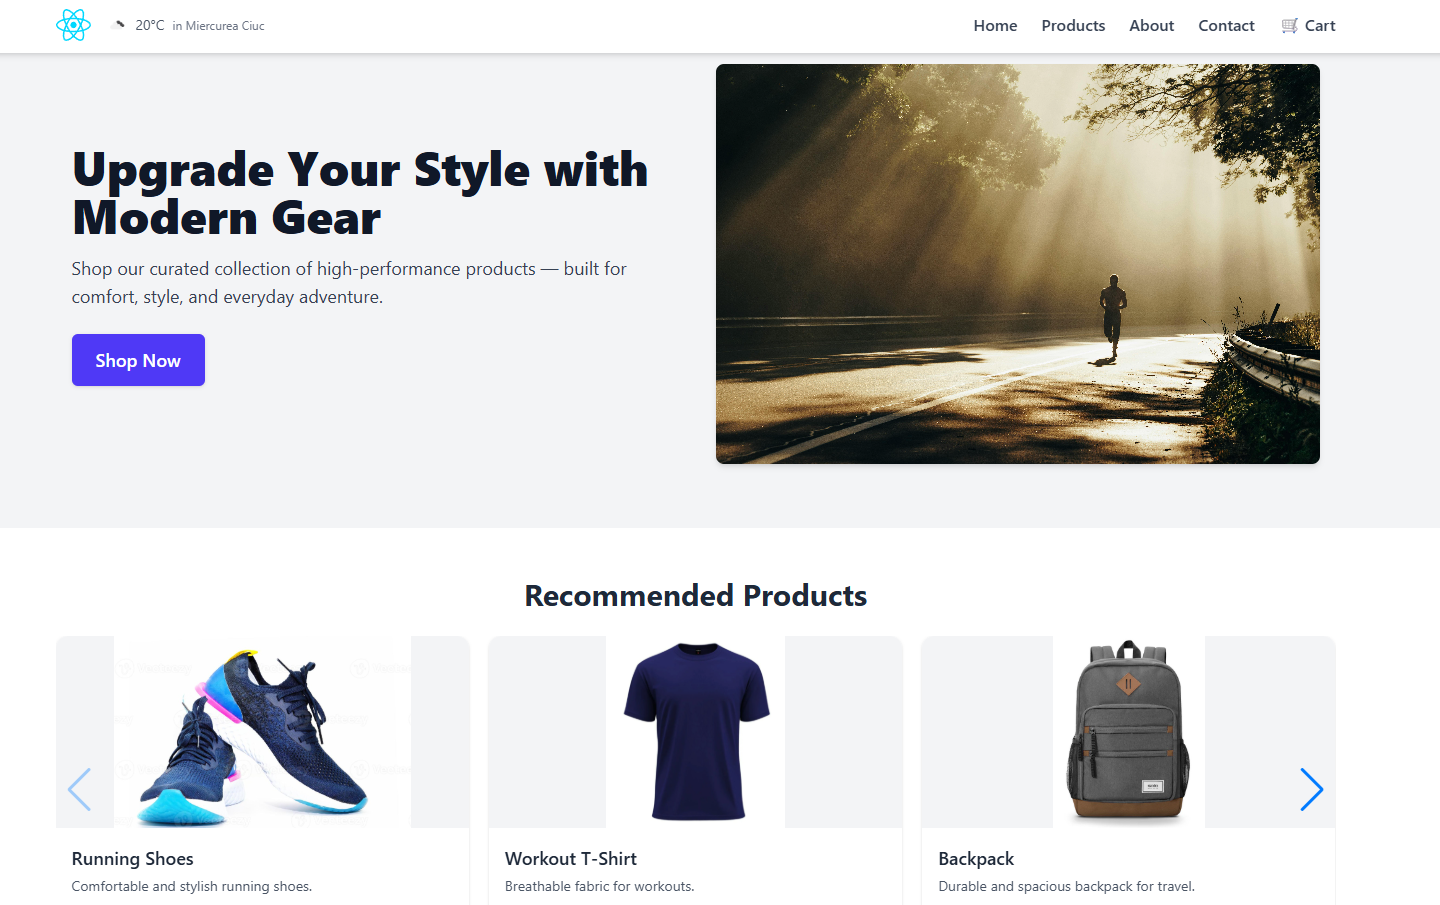 20°C in Miercurea Ciuc
Home Products About Contact Cart
Upgrade Your Style with
Modern Gear
Shop our curated collection of high-performance products — built for
comfort, style, and everyday adventure.
Shop Now
Recommended Products
Running Shoes
Comfortable and stylish running shoes.
Workout T-Shirt
Breathable fabric for workouts.
Backpack
Durable and spacious backpack for travel.